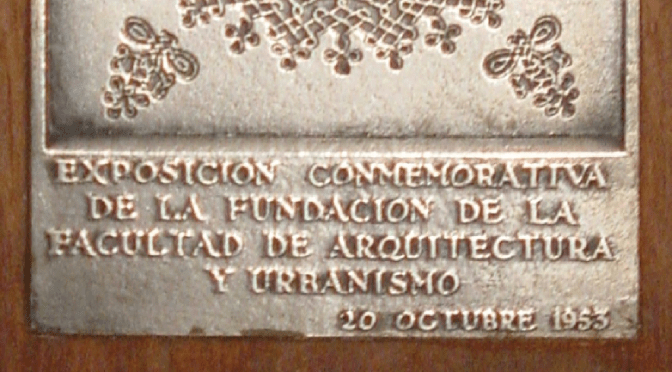 EXPOSICION CONMEMORATIVA
DE LA FUNDACION DE LA
FACULTAD DE ARQUITECTURA
Y URBANISMO
20 OCTUBRE 1953